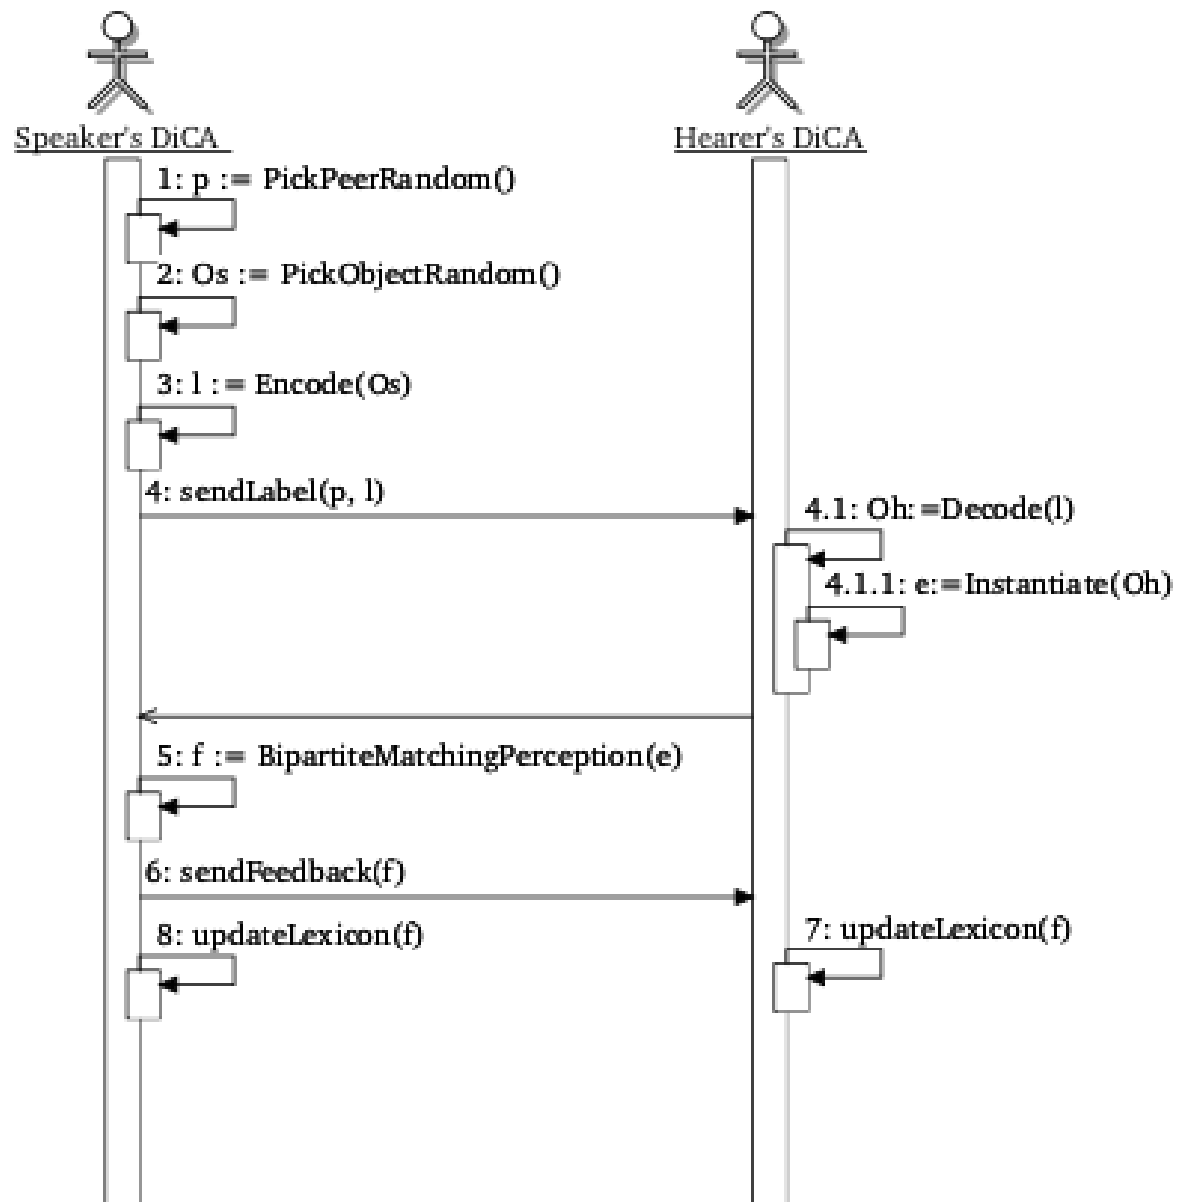 Speaker's DiCA
Hearer's DiCA
1: p := PickPeerRandom()
2: Os := PickObjectRandom()
3: l := Encode(Os)
4: sendLabel(p, l)
4.1: Oh:=Decode(l)
4.1.1: e:=Instantiate(Oh)
5: f := BipartiteMatchingPerception(e)
6: sendFeedback(f)
8: updateLexicon(f)
7: updateLexicon(f)